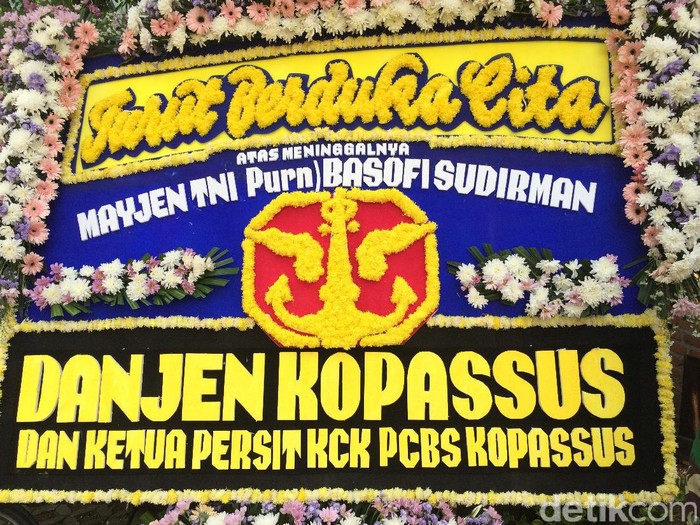 Turut Berduka Cita
ATAS MENINGGALNYA
MAYJEN TNI Purn) BASOFI SUDIRMAN
DANJEN KOPASSUS
DAN KETUA PERSIT KCK PCBS KOPASSUS
detikcom